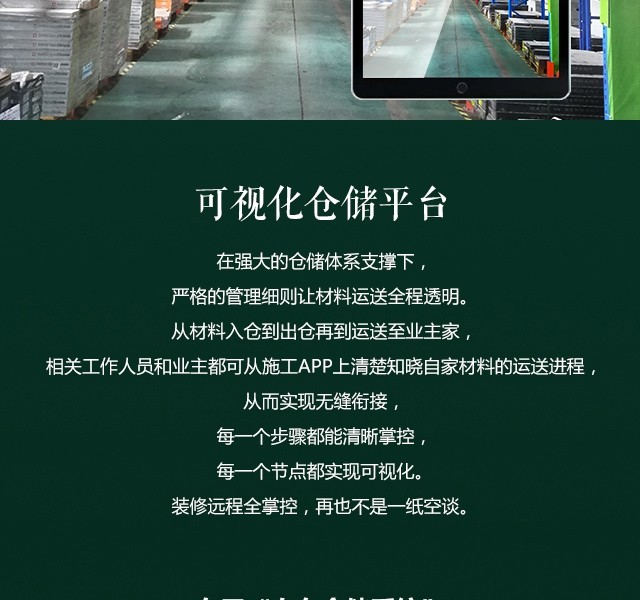 可视化仓储平台
在强大的仓储体系支撑下，
严格的管理细则让材料运送全程透明。
从材料入仓到出仓再到运送至业主家，
相关工作人员和业主都可从施工APP上清楚知晓自家材料的运送进程，
从而实现无缝衔接，
每一个步骤都能清晰掌控，
每一个节点都实现可视化。
装修远程全掌控，再也不是一纸空谈。